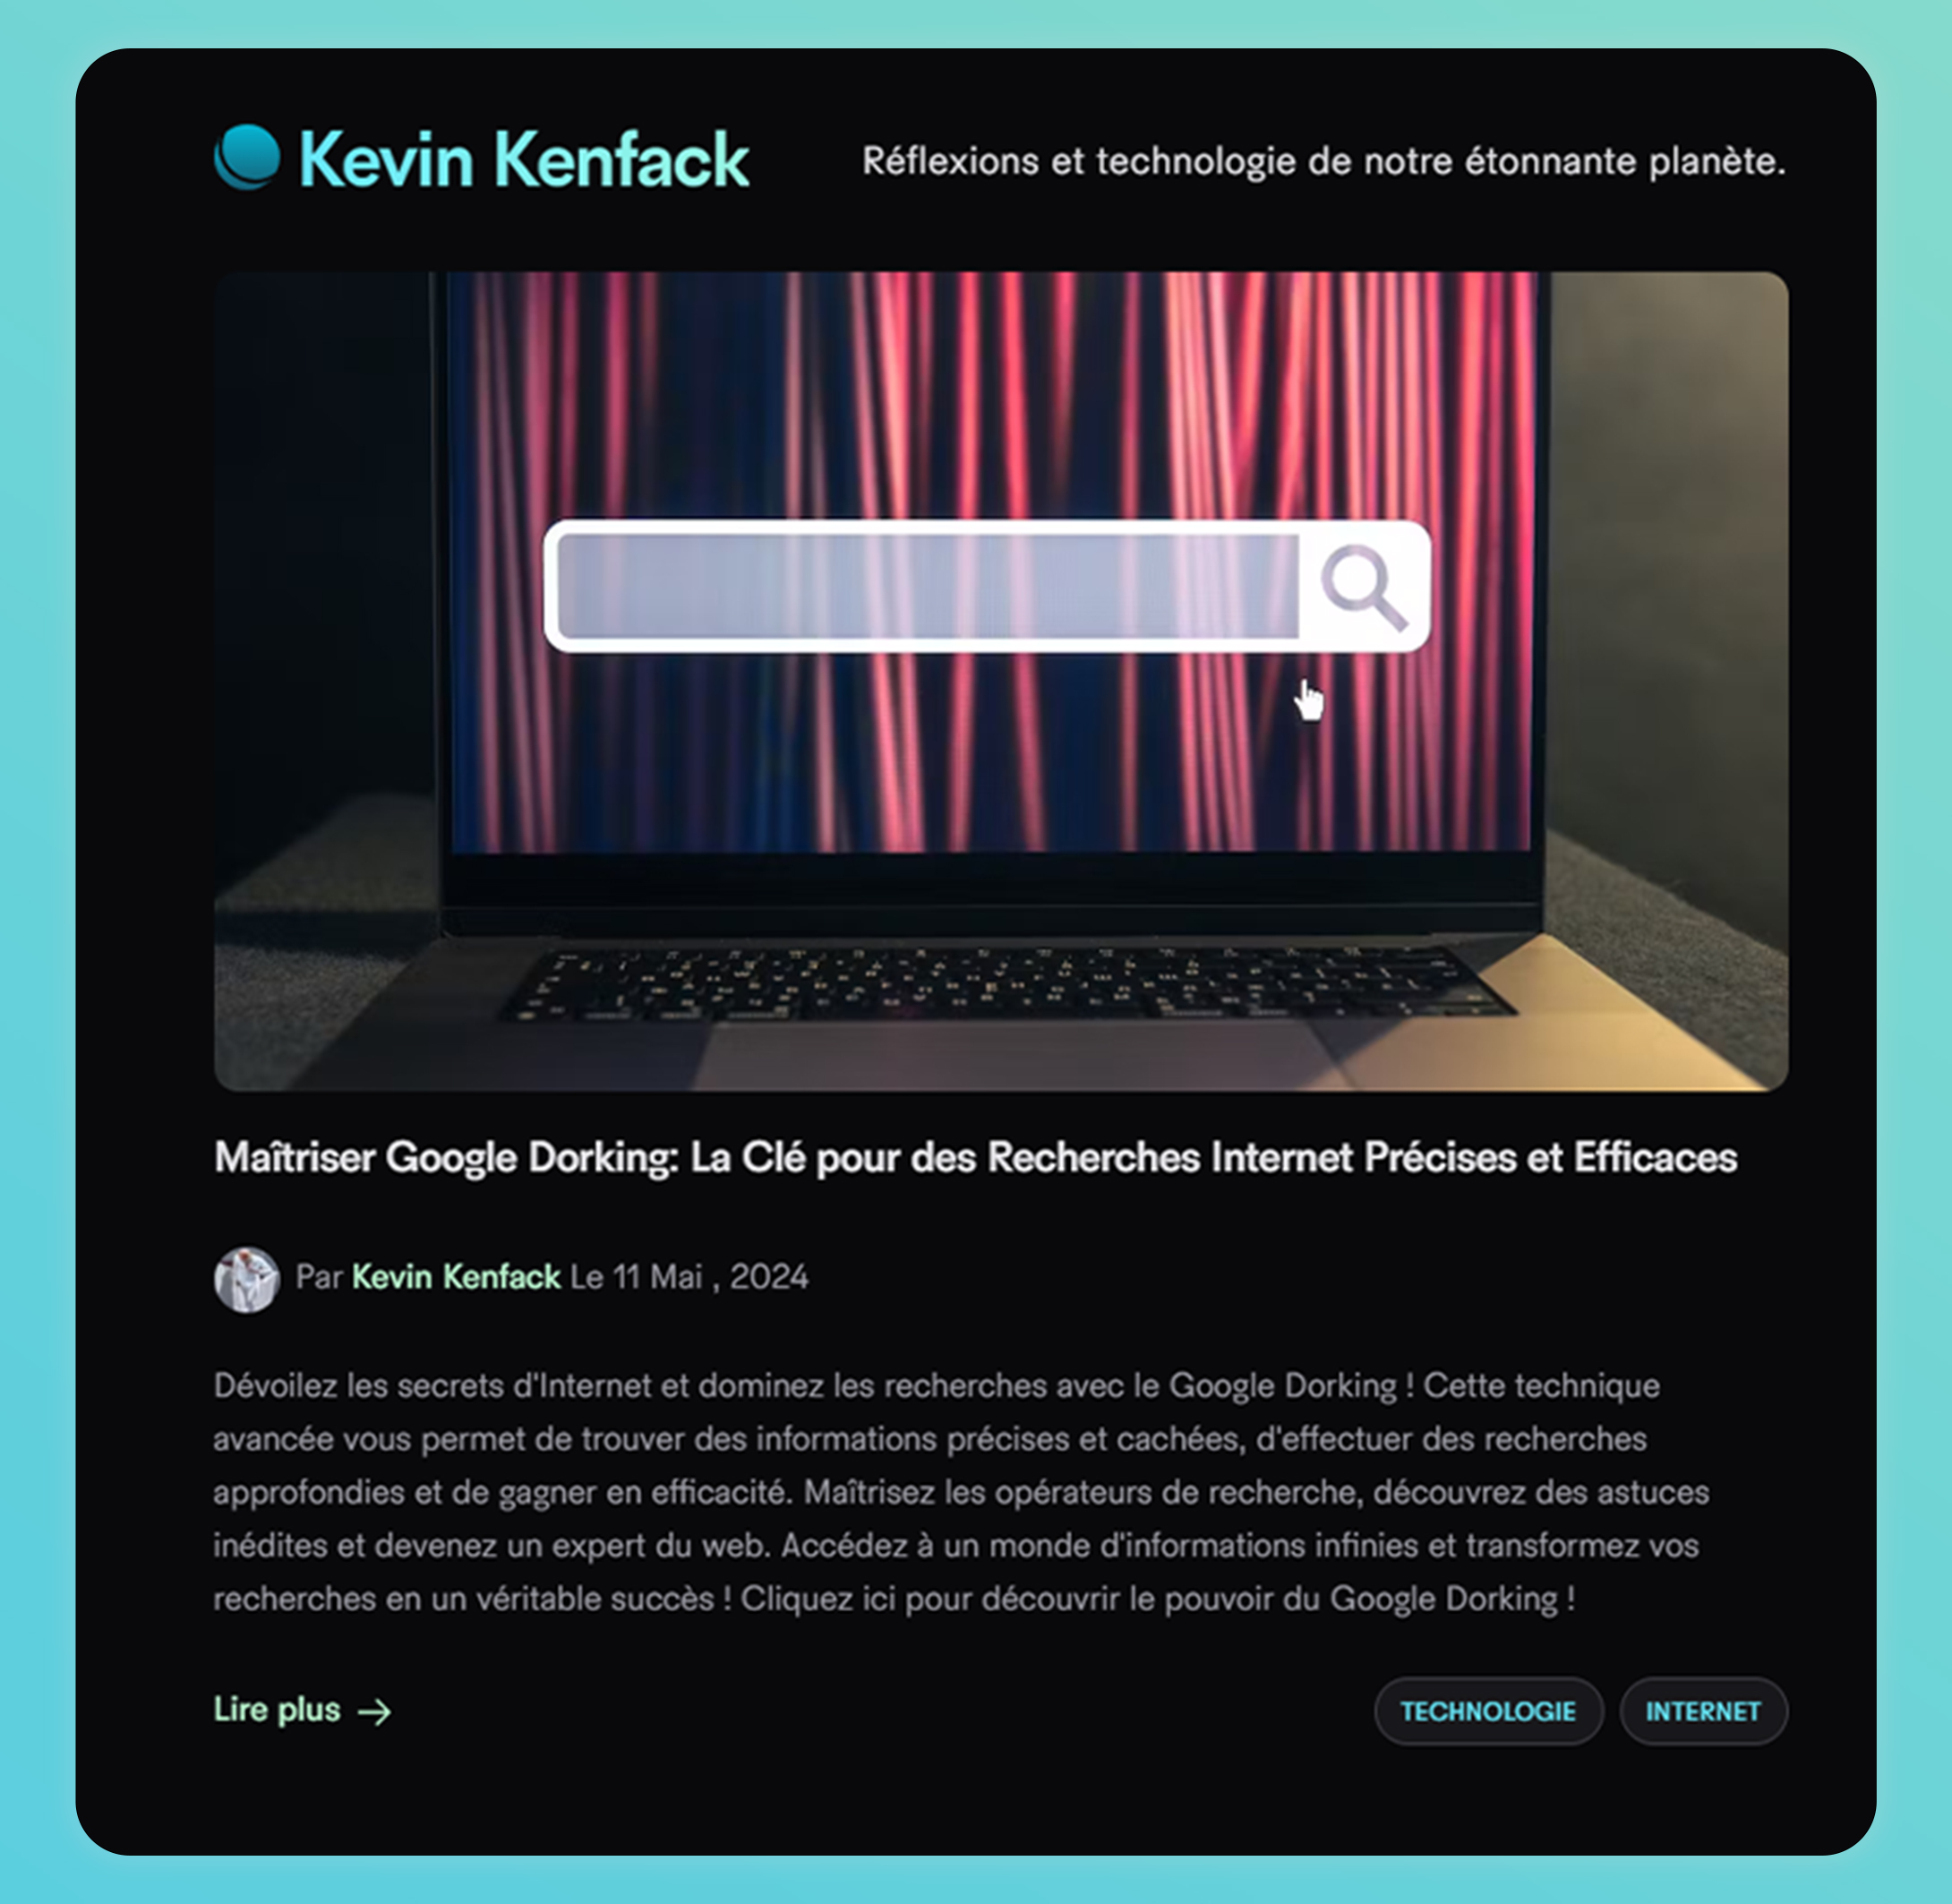 Kevin Kenfack
Réflexions et technologie de notre étonnante planète.
Maîtriser Google Dorking: La Clé pour des Recherches Internet Précises et Efficaces
Par Kevin Kenfack Le 11 Mai , 2024
Dévoilez les secrets d'Internet et dominez les recherches avec le Google Dorking ! Cette technique
avancée vous permet de trouver des informations précises et cachées, d'effectuer des recherches
approfondies et de gagner en efficacité. Maîtrisez les opérateurs de recherche, découvrez des astuces
inédites et devenez un expert du web. Accédez à un monde d'informations infinies et transformez vos
recherches en un véritable succès ! Cliquez ici pour découvrir le pouvoir du Google Dorking !
Lire plus →
TECHNOLOGIE
INTERNET